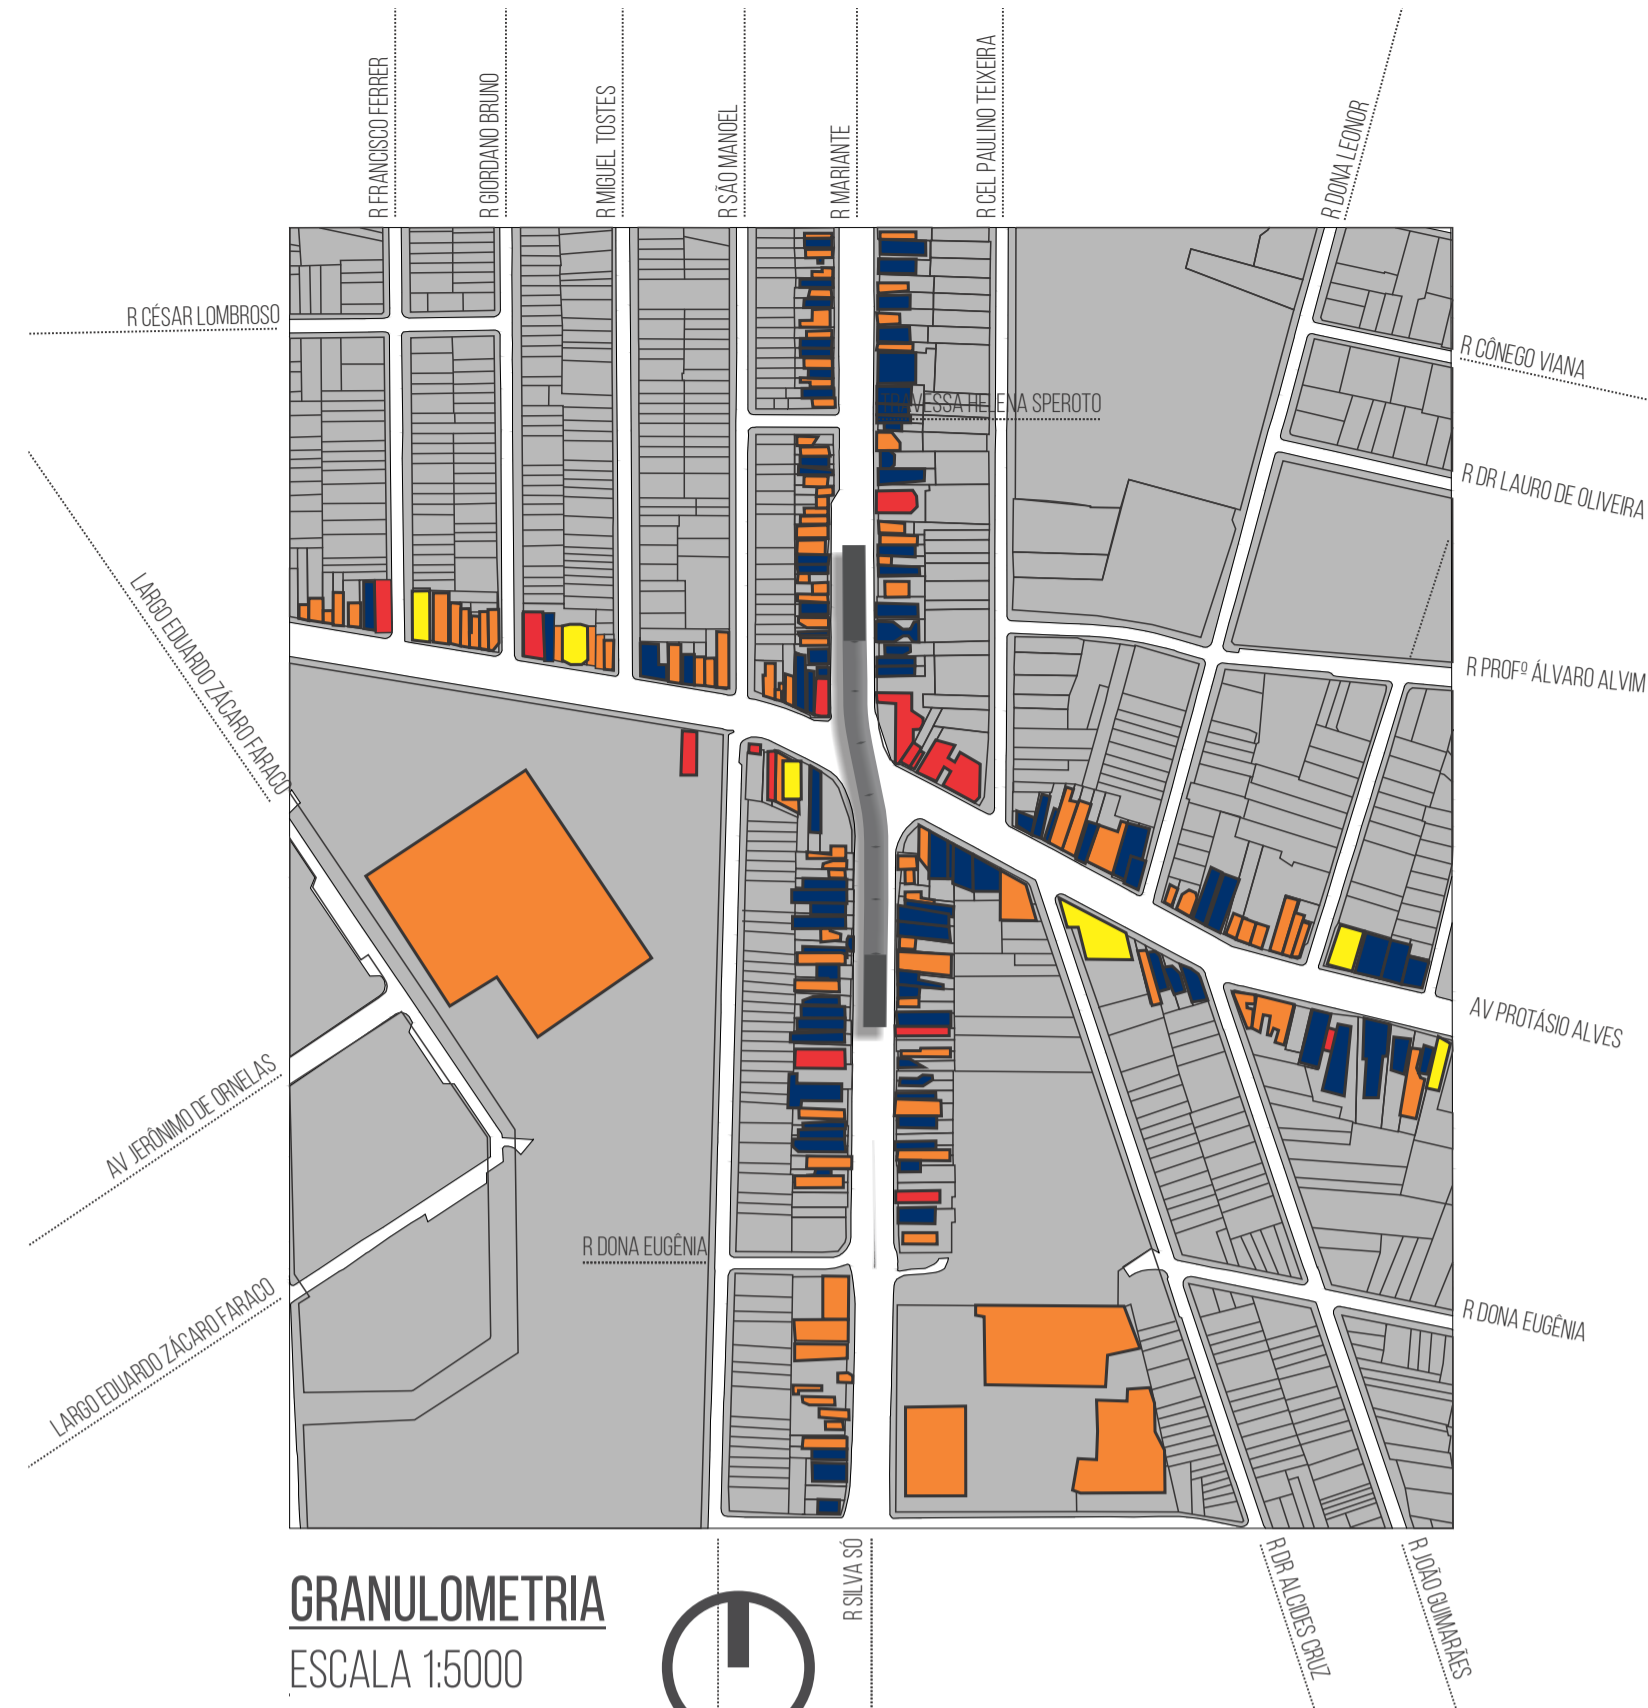 R FRANCISCO FERRER
R GIORDANO BRUNO
R MIGUEL TOSTES
R SÃO MANOEL
R MARIANTE
R CEL PAULINO TEIXEIRA
R DONA LEONOR
R CÉSAR LOMBROSO
R CÔNEGO VIANA
HELENA SPEROTO
R DR LAURO DE OLIVEIRA
LARGO EDUARDO ZÁCARO FARACO
R PROFº ÁLVARO ALVIM
AV PROTÁSIO ALVES
AV JERÔNIMO DE ORNELAS
R DONA EUGÊNIA
R DONA EUGÊNIA
LARGO EDUARDO ZÁCARO FARACO
R SILVA SÓ
R DR ALCIDES CRUZ
R JOÃO GUIMARÃES
GRANULOMETRIA
ESCALA 1:5000